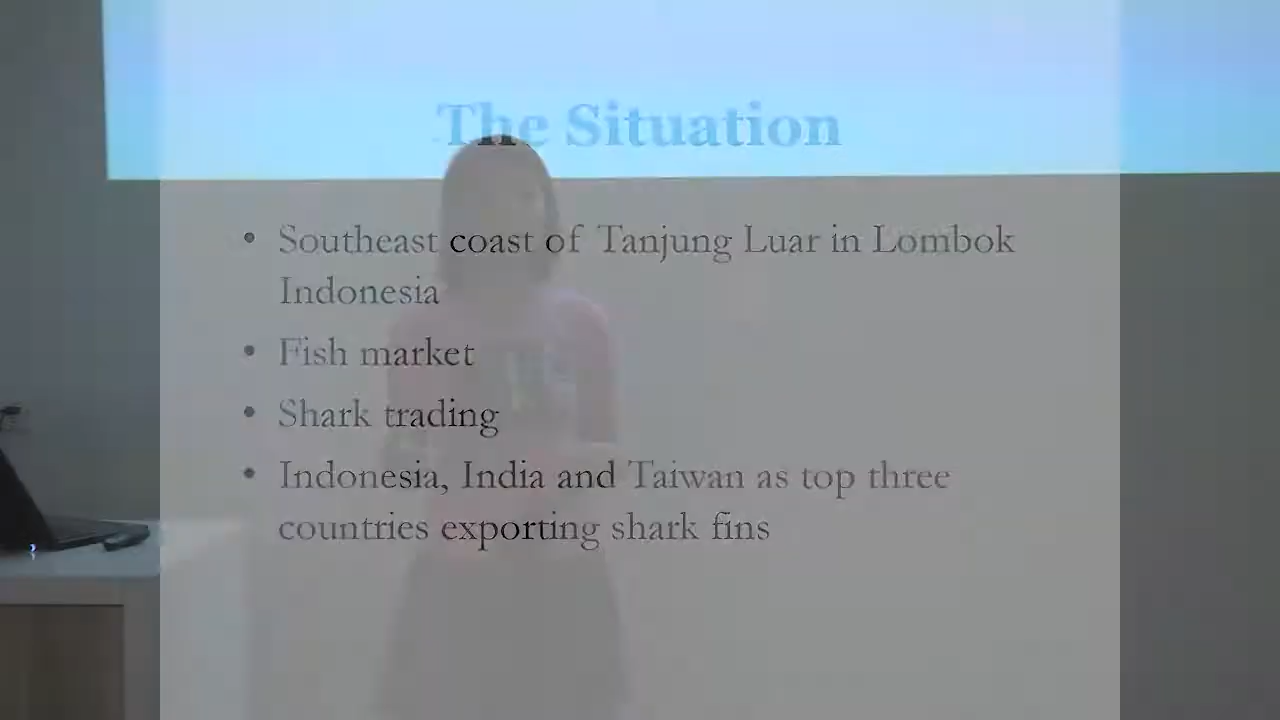 The Situation
• Southeast coast of Tanjung Luar in Lombok
Indonesia
• Fish market
• Shark trading
• Indonesia, India and Taiwan as top three
countries exporting shark fins